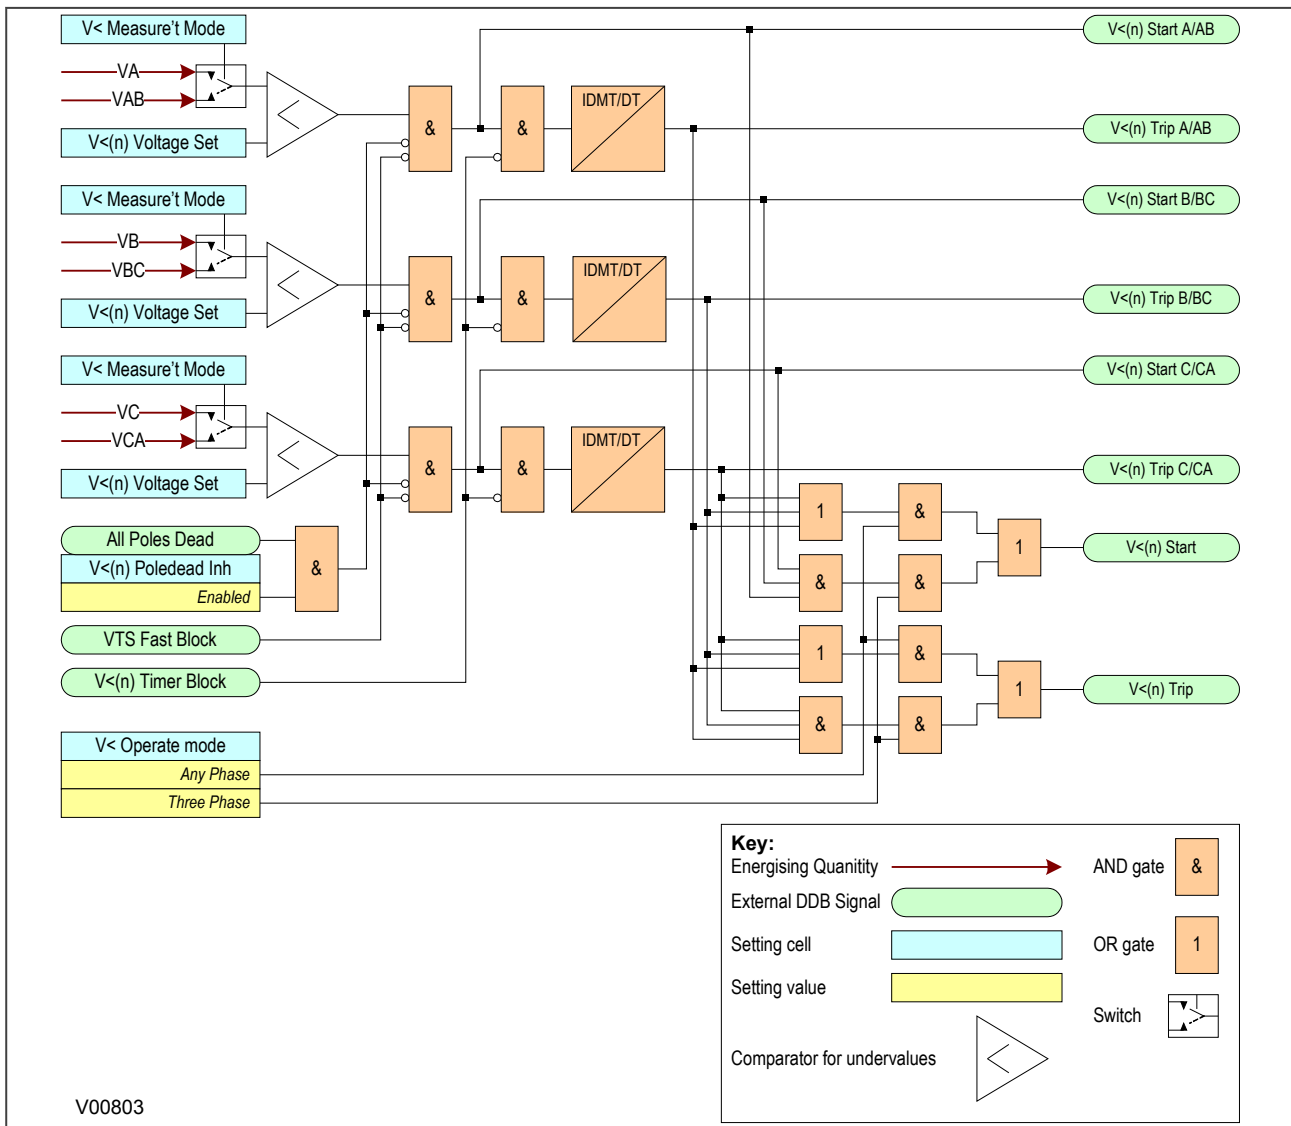 V< Measure't Mode
V<(n) Start A/AB
VA
VAB
IDMT/DT
&
&
V<(n) Trip A/AB
V<(n) Voltage Set
V< Measure't Mode
V<(n) Start B/BC
VB
VBC
IDMT/DT
&
&
V<(n) Trip B/BC
V<(n) Voltage Set
V< Measure't Mode
V<(n) Start C/CA
VC
VCA
IDMT/DT
&
&
V<(n) Trip C/CA
V<(n) Voltage Set
1
&
All Poles Dead
V<(n) Poledead Inh
Enabled
&
1
V<(n) Start
&
&
VTS Fast Block
1
&
V<(n) Timer Block
1
V<(n) Trip
&
&
V< Operate mode
Any Phase
Three Phase
Key:
Energising Quanitity
AND gate
&
External DDB Signal
Setting cell
OR gate
1
Setting value
Switch
Comparator for undervalues
V00803